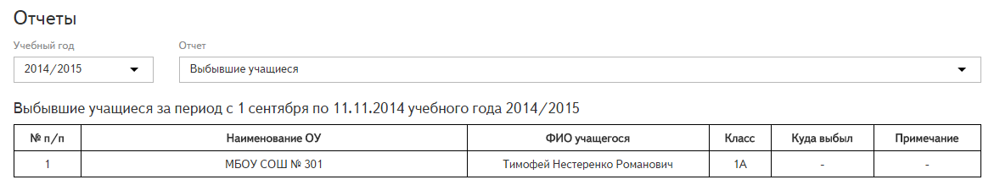 Отчеты
Учебный год Отчет
2014/2015 Выбывшие учащиеся
Выбывшие учащиеся за период с 1 сентября по 11.11.2014 учебного года 2014/2015
№ п/п Наименование ОУ ФИО учащегося Класс Куда выбыл Примечание
1 МБОУ СОШ № 301 Тимофей Нестеренко Романович 1А - -